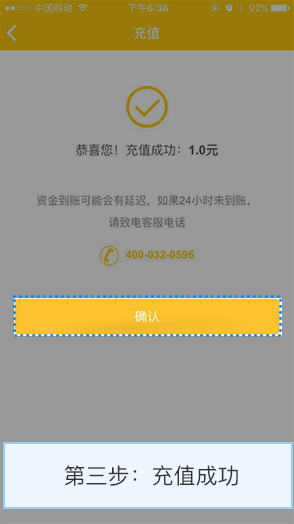 中国移动 下午6:36 92%
充值
恭喜您！充值成功：1.0元
资金到账可能会有延迟，如果24小时未到账，
请致电客服电话
400-032-0596
确认
第三步：充值成功